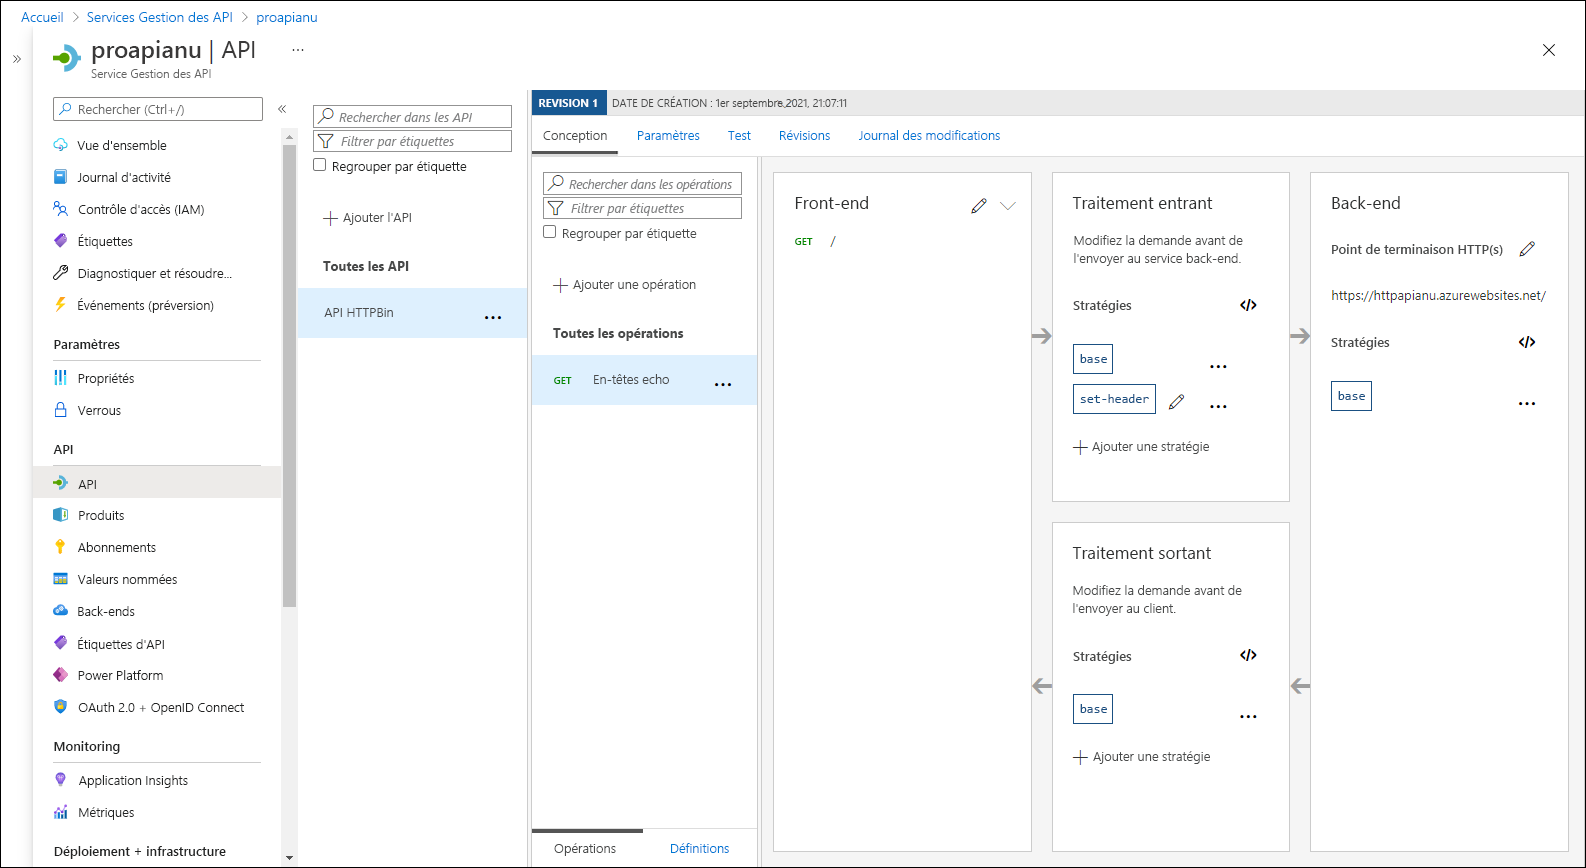 Accueil > Services Gestion des API > proapianu
proapianu | API ...
Service Gestion des API
Rechercher (Ctrl+/)
Vue d'ensemble
Journal d'activité
Contrôle d'accès (IAM)
Étiquettes
Diagnostiquer et résoudre...
Événements (préversion)
Paramètres
Propriétés
Verrous
API
API
Produits
Abonnements
Valeurs nommées
Back-ends
Étiquettes d'API
Power Platform
OAuth 2.0 + OpenID Connect
Monitoring
Application Insights
Métriques
Déploiement + infrastructure
Rechercher dans les API
Filtrer par étiquettes
Regrouper par étiquette
Ajouter l'API
Toutes les API
API HTTPBin
REVISION 1 DATE DE CRÉATION : 1er septembre 2021, 21:07:11
Conception Paramètres Test Révisions Journal des modifications
Rechercher dans les opérations
Filtrer par étiquettes
Regrouper par étiquette
Ajouter une opération
Toutes les opérations
GET En-têtes echo
Opérations Définitions
Front-end
GET /
Traitement entrant
Modifiez la demande avant de
l'envoyer au service back-end.
Stratégies </>
base
set-header
Ajouter une stratégie
Traitement sortant
Modifiez la demande avant de
l'envoyer au client.
Stratégies </>
base
Ajouter une stratégie
Back-end
Point de terminaison HTTP(s)
https://httpapianu.azurewebsites.net/
Stratégies </>
base